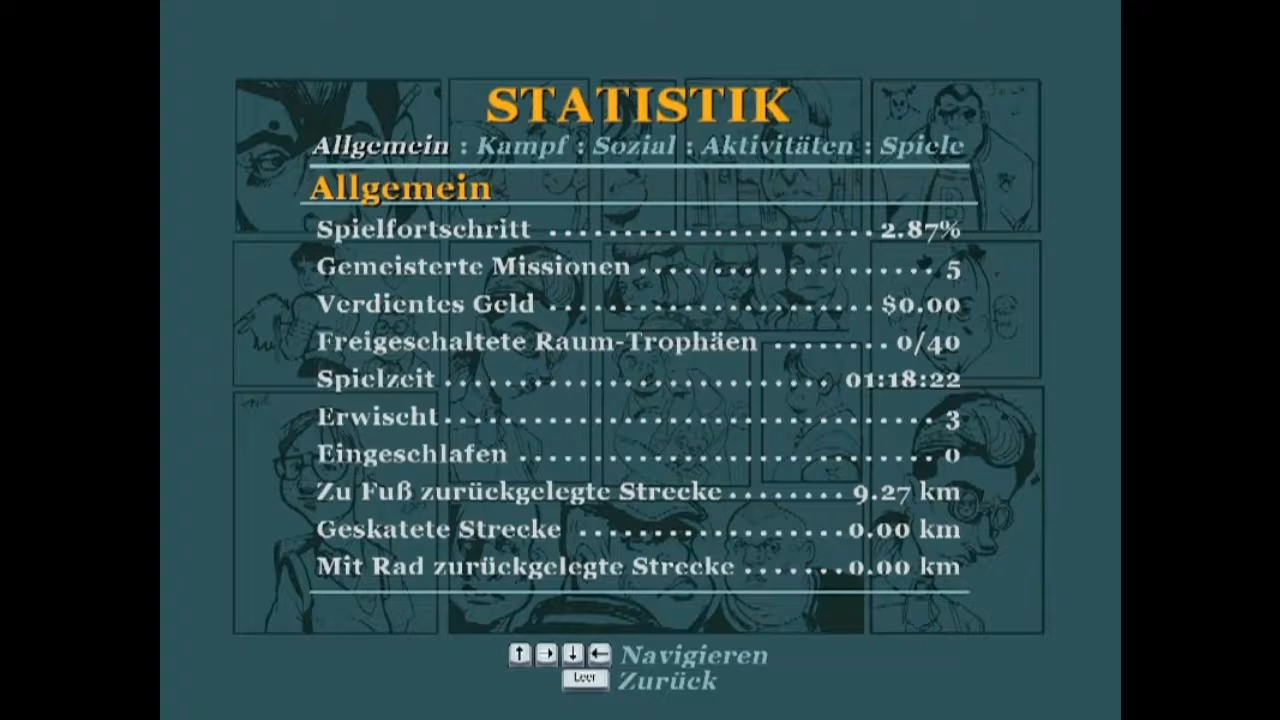 STATISTIK
Allgemein : Kampf : Sozial : Aktivitäten : Spiele
Allgemein
Spielfortschritt ...................... 2.87%
Gemeisterte Missionen ................... 5
Verdientes Geld ...................... $0.00
Freigeschaltete Raum-Trophäen ........ 0/40
Spielzeit ............................ 01:18:22
Erwischt ................................. 3
Eingeschlafen ........................... 0
Zu Fuß zurückgelegte Strecke ........ 9.27 km
Geskatete Strecke .................. 0.00 km
Mit Rad zurückgelegte Strecke ....... 0.00 km
↑ → ↓ ← Navigieren
Leer Zurück